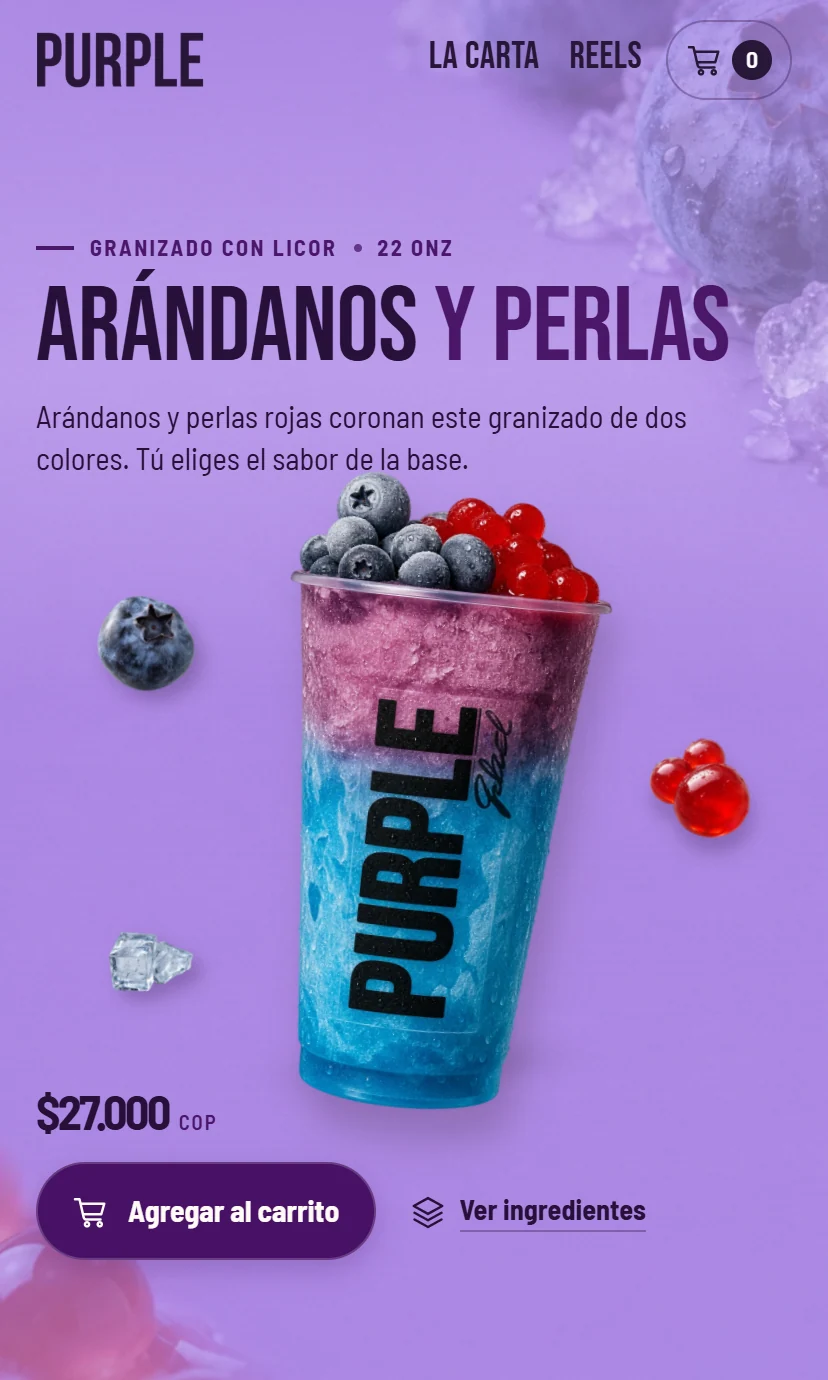 PURPLE
LA CARTA REELS 0
GRANIZADO CON LICOR • 22 ONZ
ARÁNDANOS Y PERLAS
Arándanos y perlas rojas coronan este granizado de dos
colores. Tú eliges el sabor de la base.
PURPLE
$27.000 COP
Agregar al carrito
Ver ingredientes